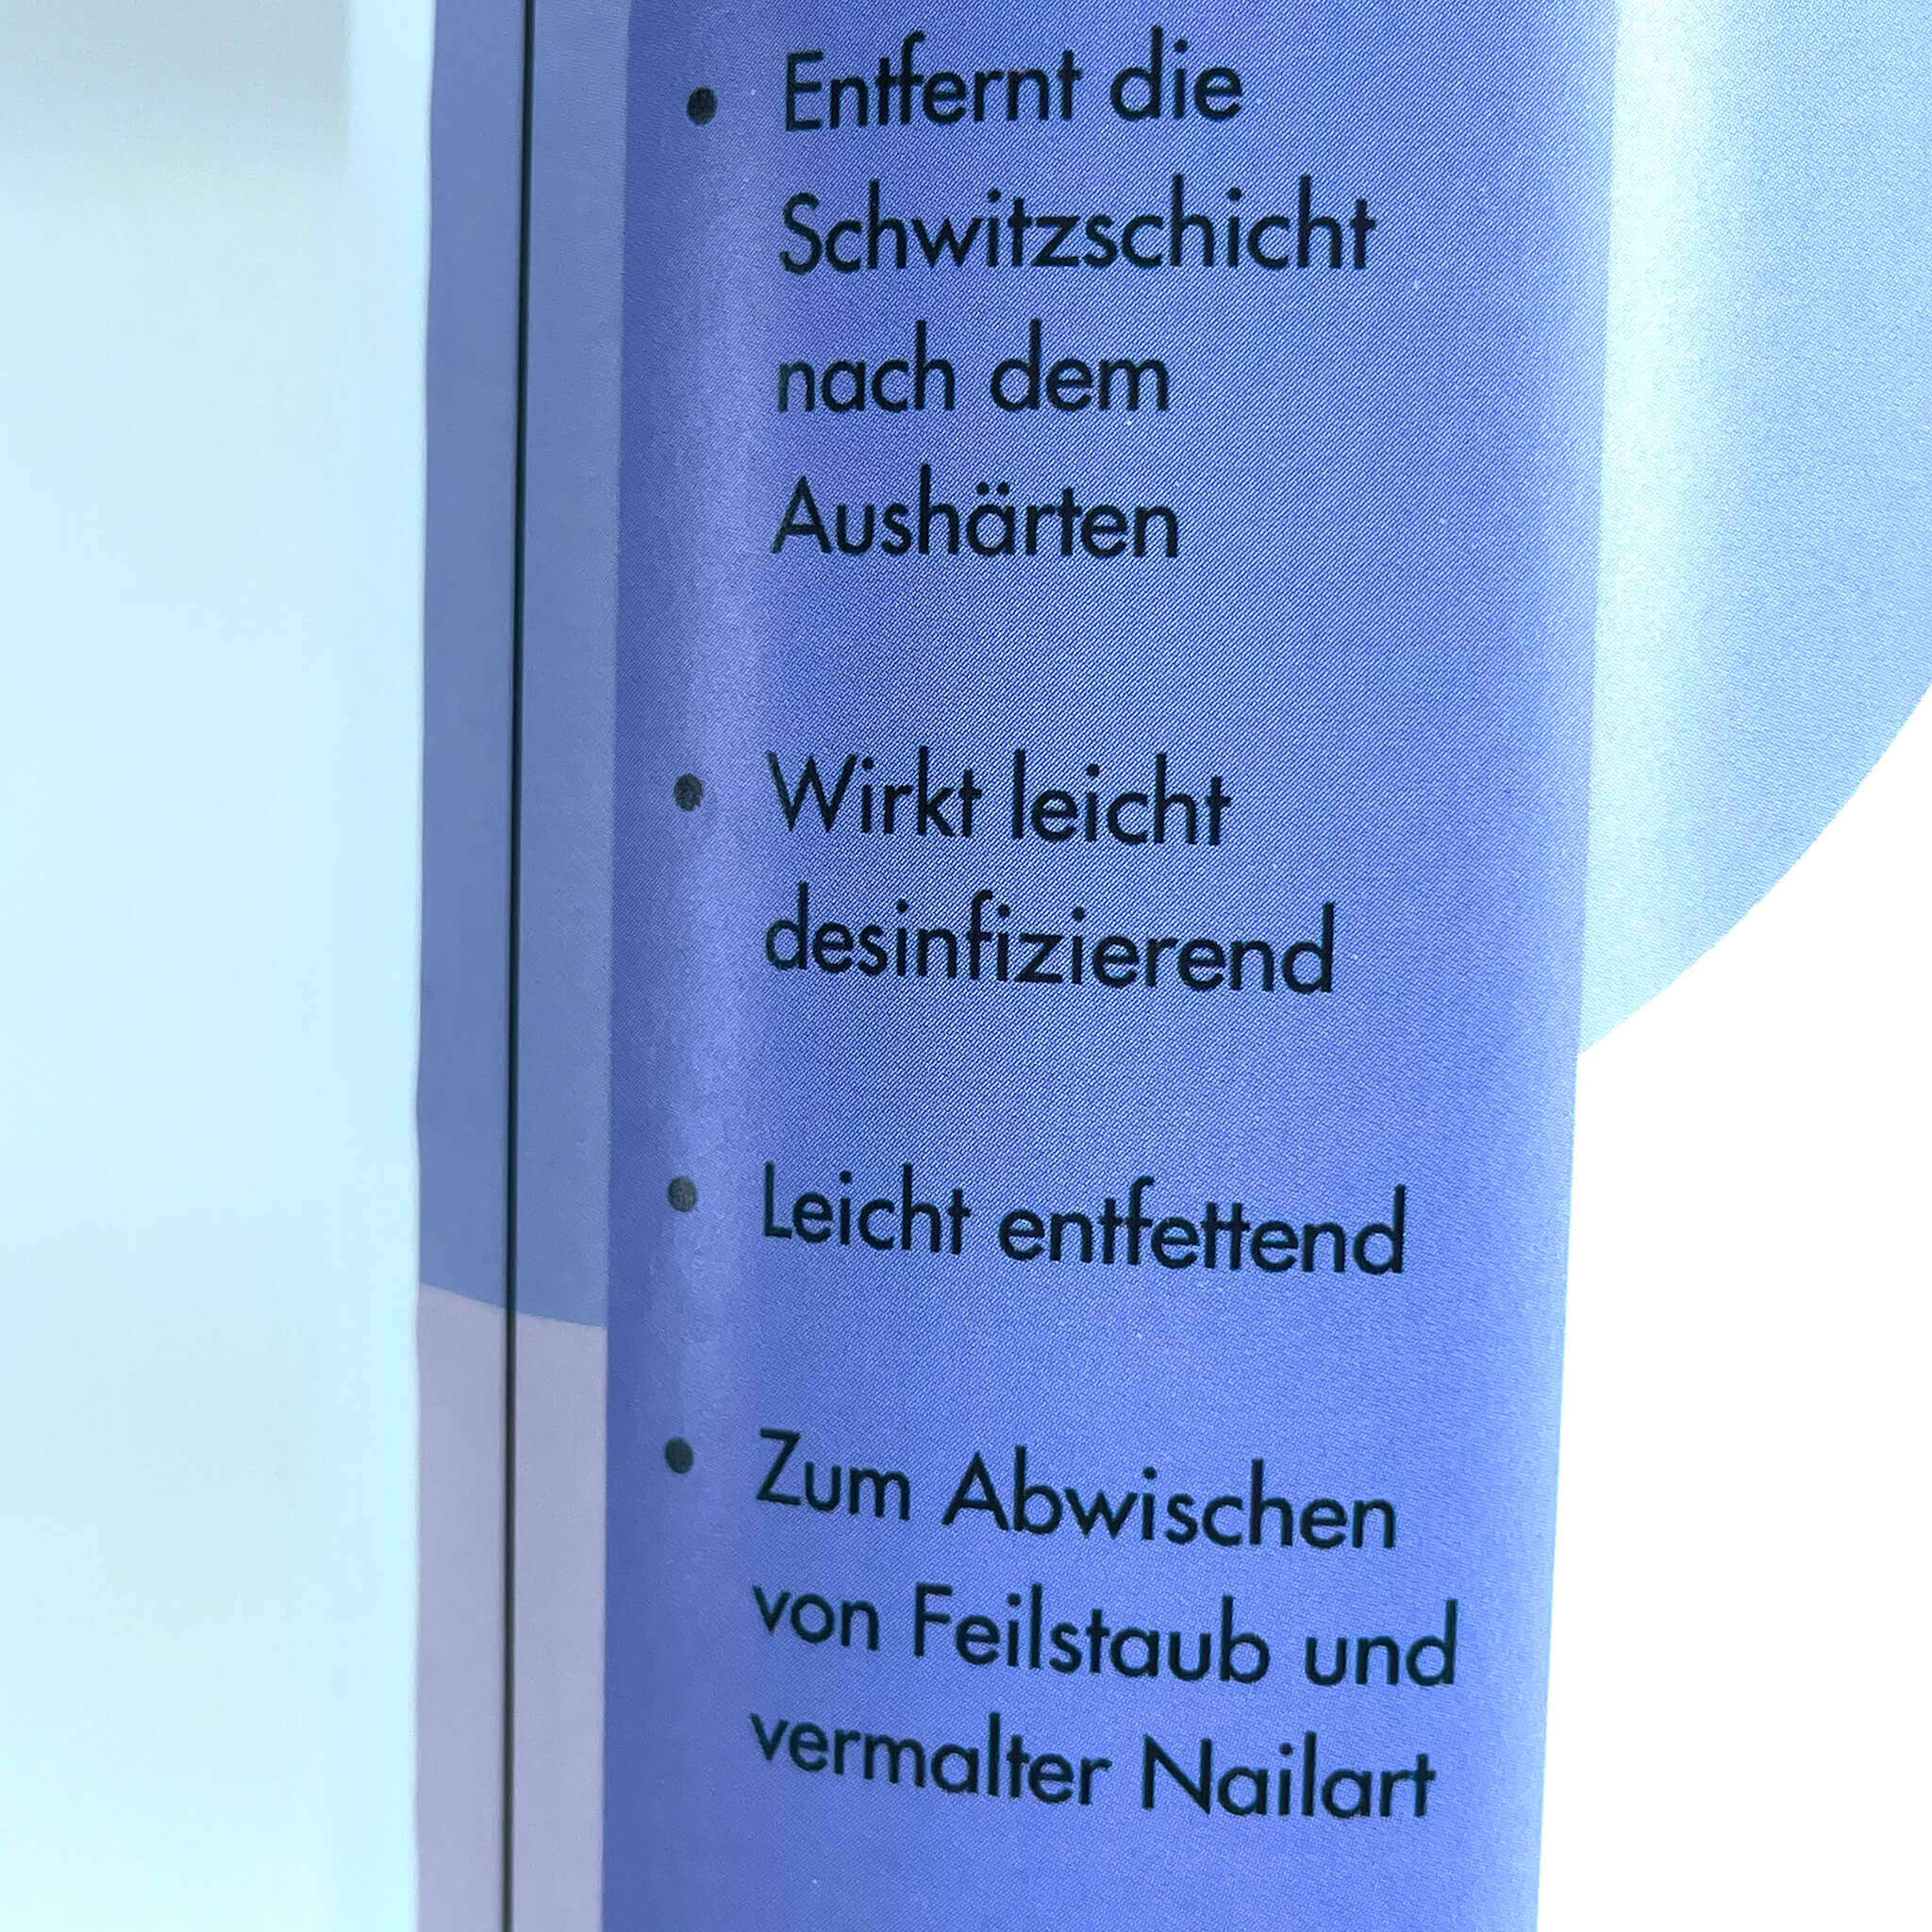 • Entfernt die
Schwitzschicht
nach dem
Aushärten
• Wirkt leicht
desinfizierend
• Leicht entfettend
• Zum Abwischen
von Feilstaub und
vermalter Nailart